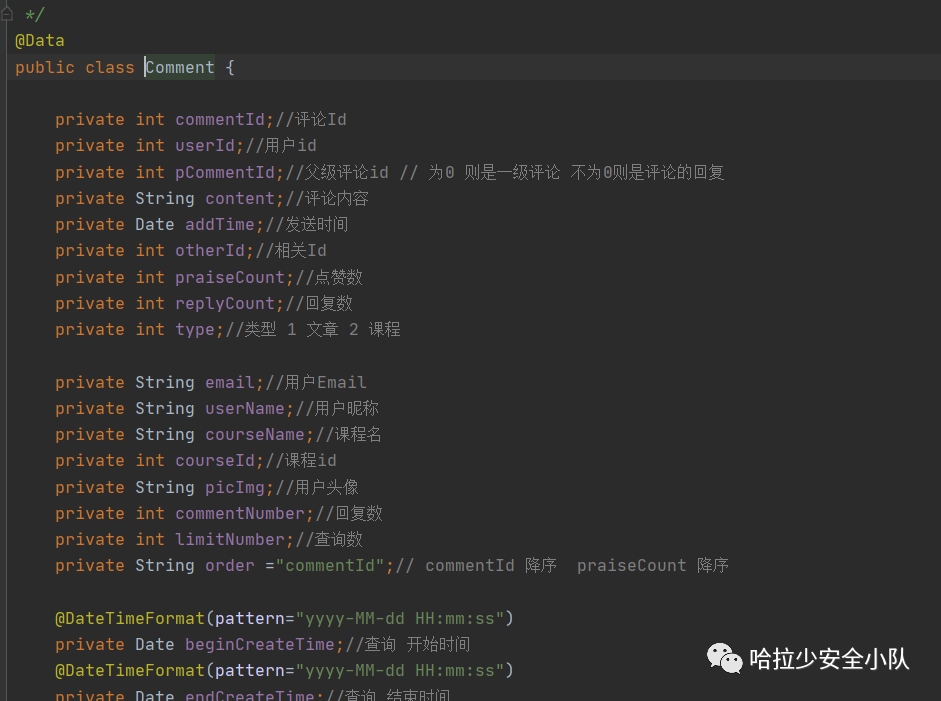 */
@Data
public class Comment {
private int commentId;//评论Id
private int userId;//用户id
private int pCommentId;//父级评论id // 为0 则是一级评论 不为0则是评论的回复
private String content;//评论内容
private Date addTime;//发送时间
private int otherId;//相关Id
private int praiseCount;//点赞数
private int replyCount;//回复数
private int type;//类型 1 文章 2 课程
private String email;//用户Email
private String userName;//用户昵称
private String courseName;//课程名
private int courseId;//课程id
private String picImg;//用户头像
private int commentNumber;//回复数
private int limitNumber;//查询数
private String order ="commentId";// commentId 降序  praiseCount 降序
@DateTimeFormat(pattern="yyyy-MM-dd HH:mm:ss")
private Date beginCreateTime;//查询 开始时间
@DateTimeFormat(pattern="yyyy-MM-dd HH:mm:ss")
private Date endCreateTime;//查询 结束时间
哈拉少安全小队